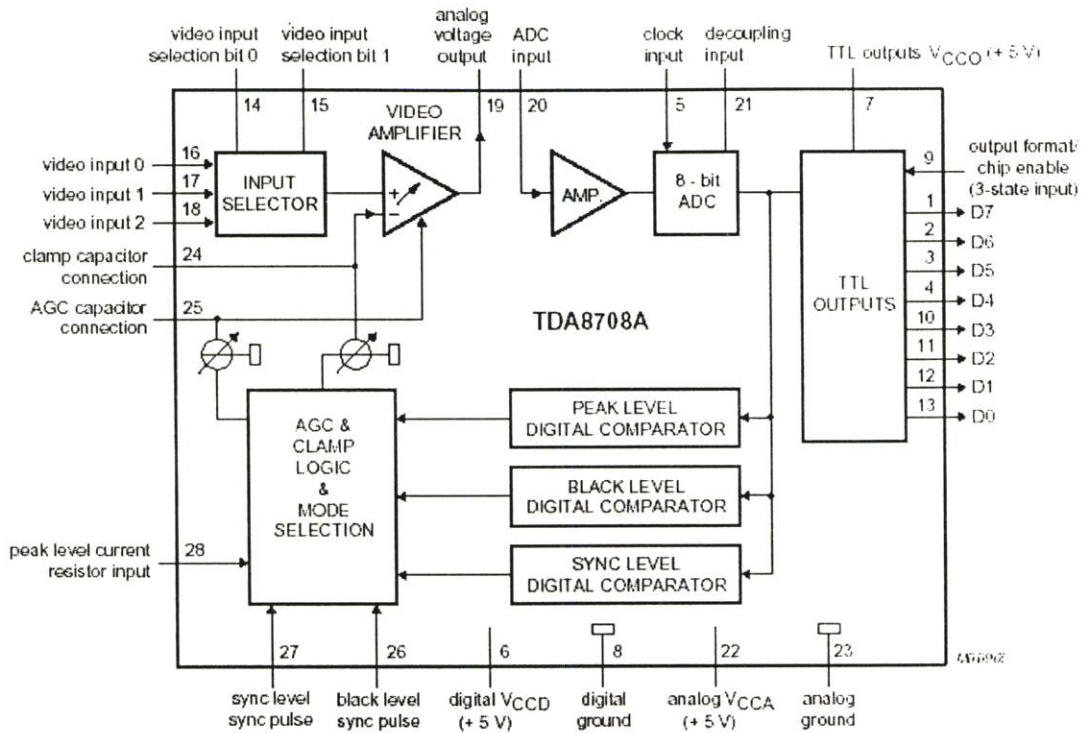 video input
selection bit 0
video input
selection bit 1
analog
voltage
output
ADC
input
clock
input
decoupling
input
TTL outputs VCCO (+ 5 V)
14
15
19
20
5
21
7
VIDEO
AMPLIFIER
video input 0
16
video input 1
17
video input 2
18
INPUT
SELECTOR
+
−
AMP.
8 - bit
ADC
TTL
OUTPUTS
9
output format/
chip enable
(3-state input)
1
D7
2
D6
3
D5
4
D4
10
D3
11
D2
12
D1
13
D0
clamp capacitor
connection
24
AGC capacitor
connection
25
TDA8708A
AGC &
CLAMP
LOGIC
&
MODE
SELECTION
PEAK LEVEL
DIGITAL COMPARATOR
BLACK LEVEL
DIGITAL COMPARATOR
SYNC LEVEL
DIGITAL COMPARATOR
peak level current
resistor input
28
27
26
6
8
22
23
sync level
sync pulse
black level
sync pulse
digital VCCD
(+ 5 V)
digital
ground
analog VCCA
(+ 5 V)
analog
ground